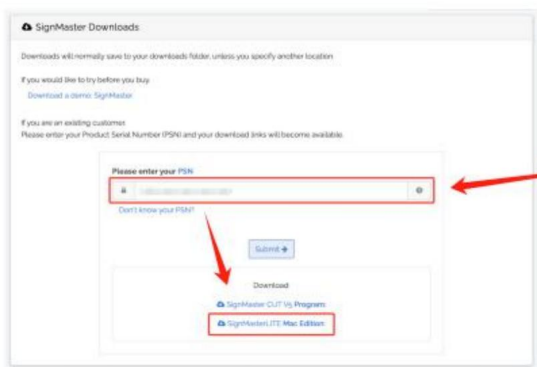 SignMaster Downloads
Downloads will normally save to your downloads folder, unless you specify another location
If you would like to try before you buy.
Download a demo: SignMaster
If you are an existing customer
Please enter your Product Serial Number (PSN) and your download links will become available.
Please enter your PSN
Don't know your PSN?
Submit
Download:
SignMaster CUT V5 Program:
SignMasterLITE Mac Edition: